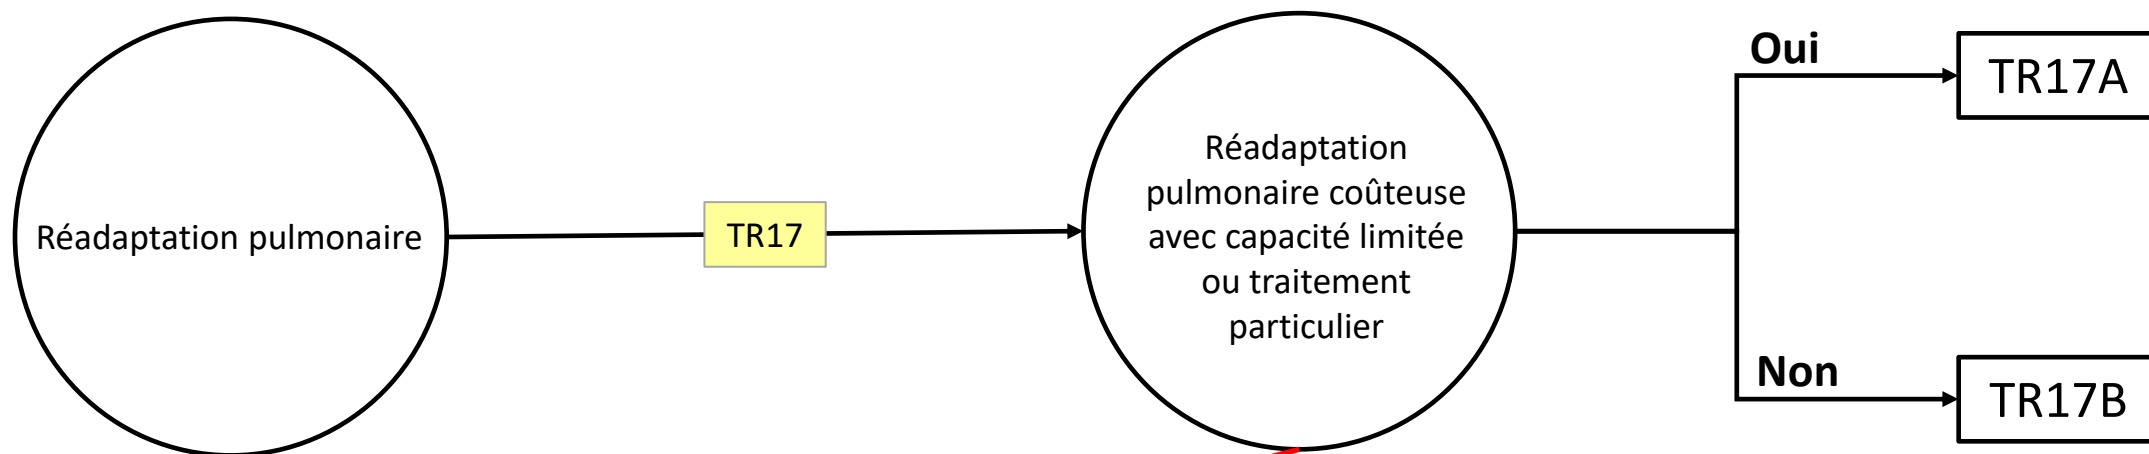 Réadaptation pulmonaire
TR17
Réadaptation
pulmonaire coûteuse
avec capacité limitée
ou traitement
particulier
Oui
TR17A
Non
TR17B